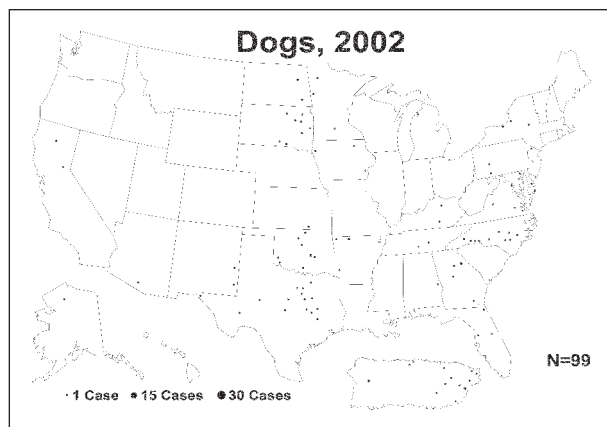 Dogs, 2002
N=99
· 1 Case • 15 Cases ● 30 Cases